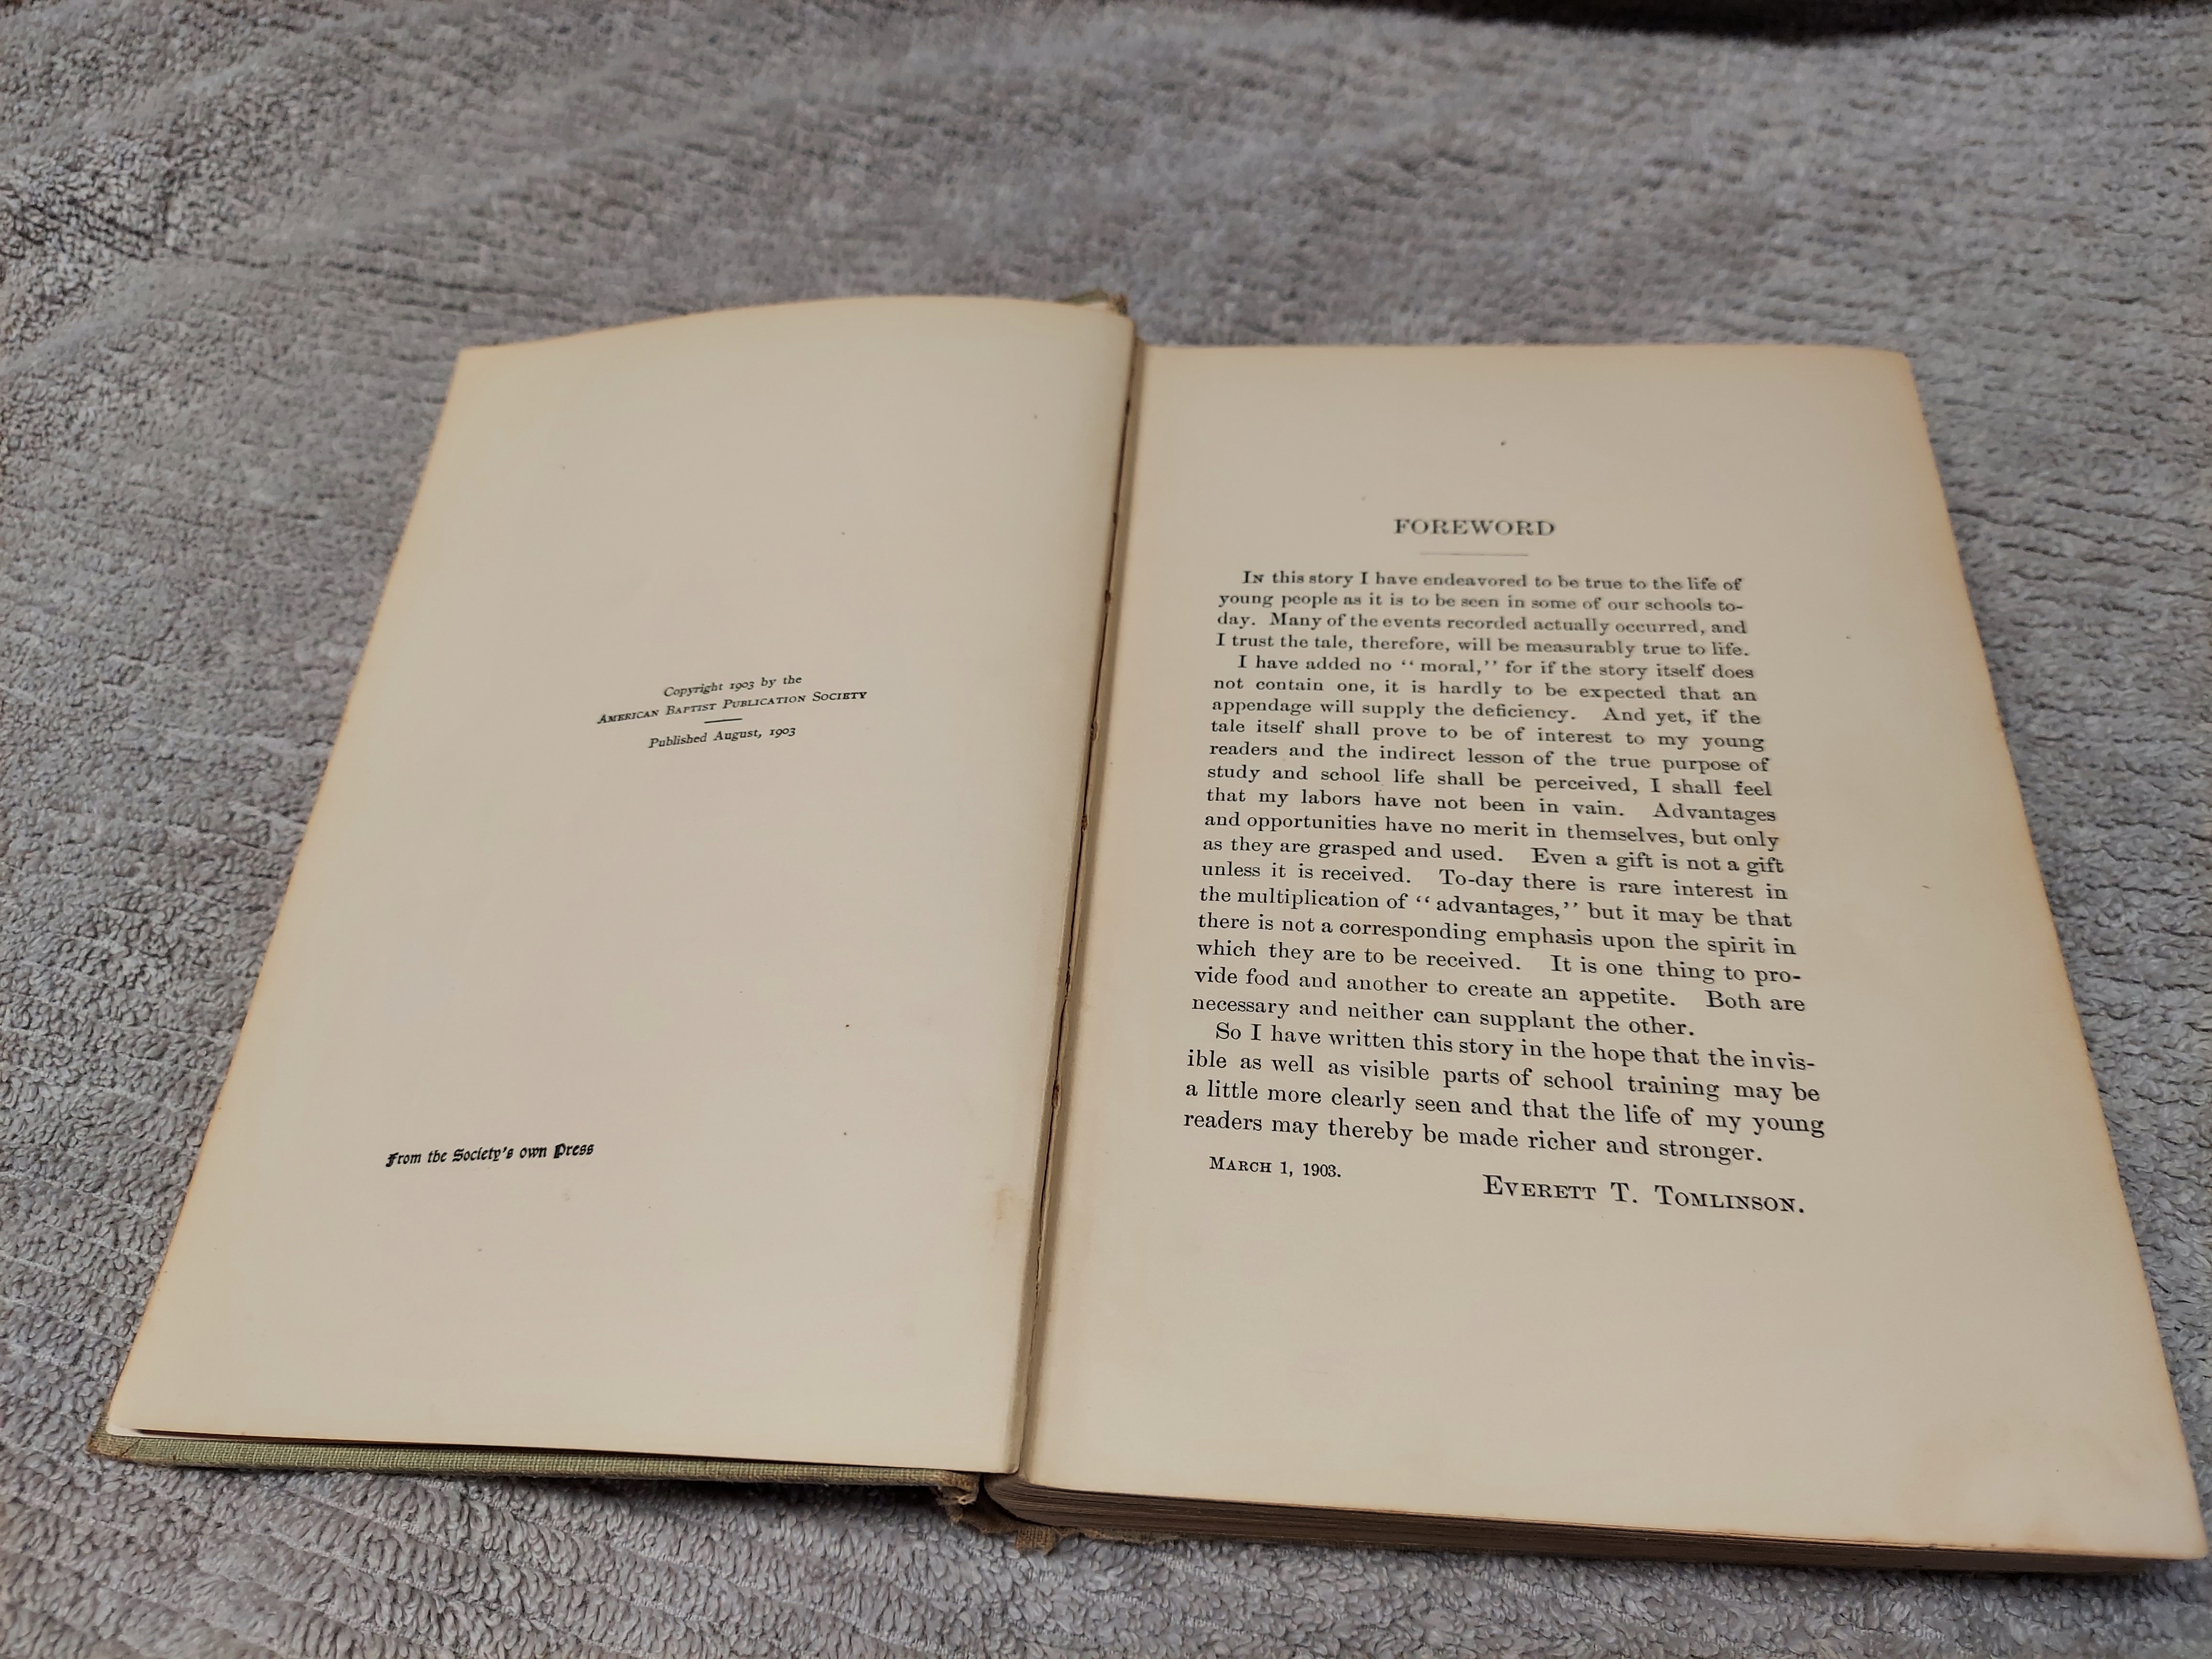 Copyright 1903 by the
AMERICAN BAPTIST PUBLICATION SOCIETY
Published August, 1903
From the Society's own Press
FOREWORD
IN this story I have endeavored to be true to the life of
young people as it is to be seen in some of our schools to-
day. Many of the events recorded actually occurred, and
I trust the tale, therefore, will be measurably true to life.
I have added no “ moral,” for if the story itself does
not contain one, it is hardly to be expected that an
appendage will supply the deficiency. And yet, if the
tale itself shall prove to be of interest to my young
readers and the indirect lesson of the true purpose of
study and school life shall be perceived, I shall feel
that my labors have not been in vain. Advantages
and opportunities have no merit in themselves, but only
as they are grasped and used. Even a gift is not a gift
unless it is received. To-day there is rare interest in
the multiplication of “ advantages,” but it may be that
there is not a corresponding emphasis upon the spirit in
which they are to be received. It is one thing to pro-
vide food and another to create an appetite. Both are
necessary and neither can supplant the other.
So I have written this story in the hope that the invis-
ible as well as visible parts of school training may be
a little more clearly seen and that the life of my young
readers may thereby be made richer and stronger.
MARCH 1, 1903.
EVERETT T. TOMLINSON.